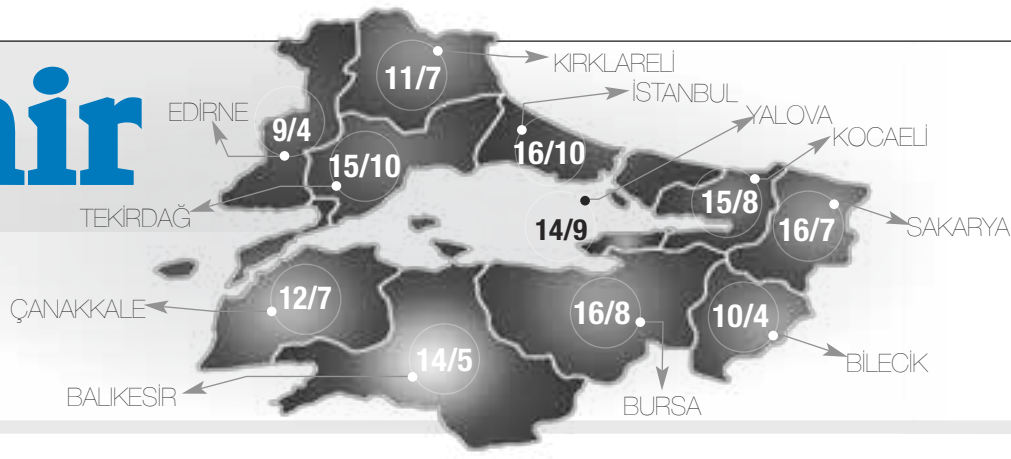 nir
KIRKLARELİ
11/7
İSTANBUL
16/10
YALOVA
14/9
KOCAELİ
15/8
EDİRNE
9/4
TEKİRDAĞ
15/10
SAKARYA
16/7
ÇANAKKALE
12/7
BALIKESİR
14/5
BURSA
16/8
BİLECİK
10/4